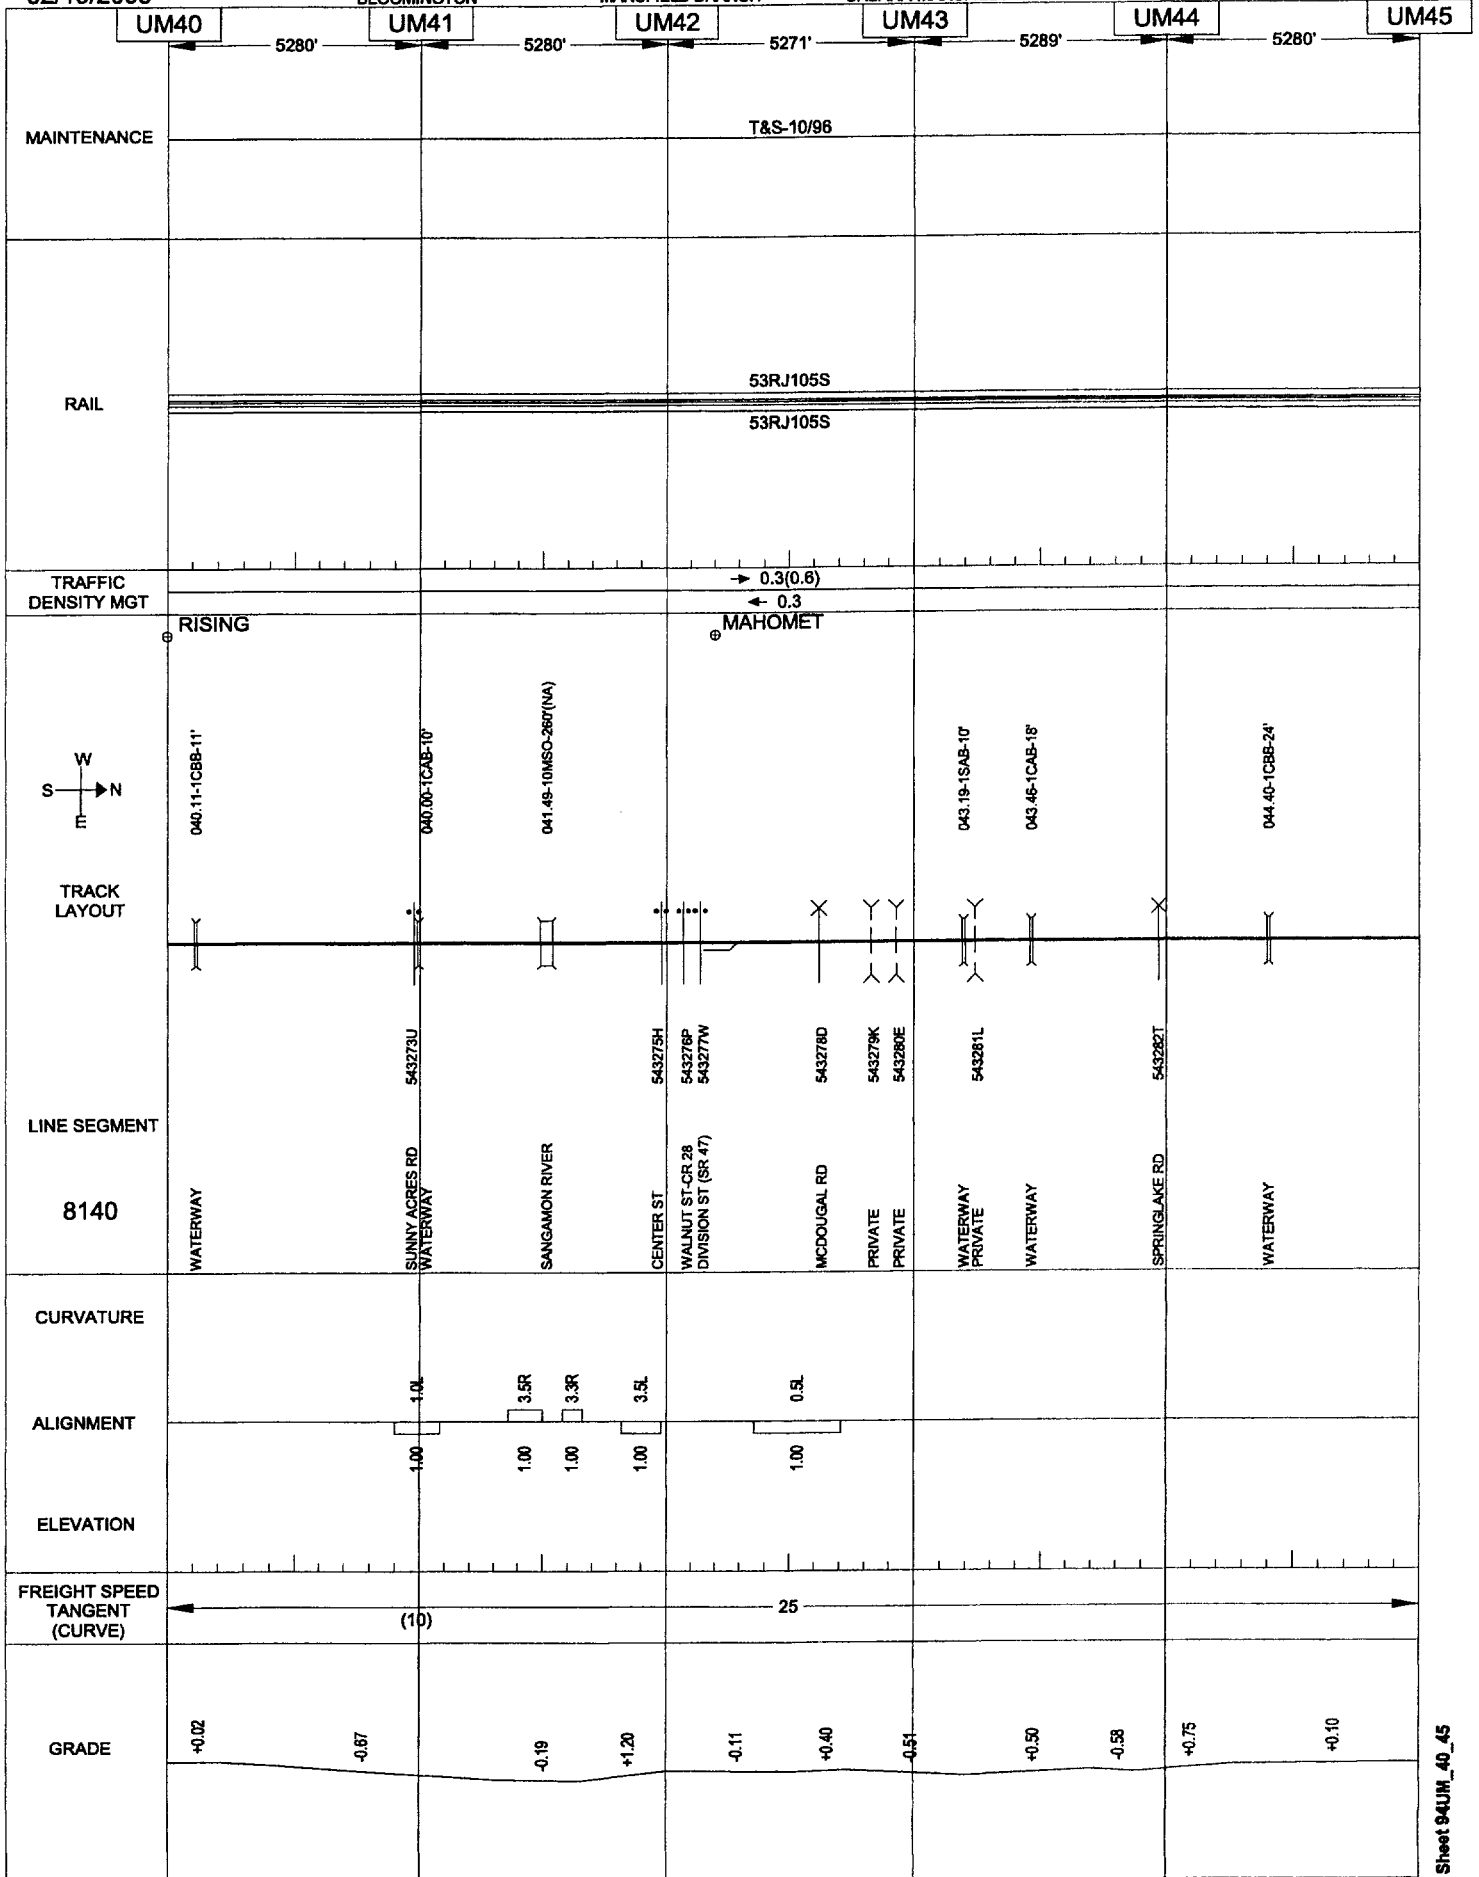 UM40
UM41
UM42
UM43
UM44
UM45
5280'
5280'
5271'
5289'
5280'
MAINTENANCE
T&S-10/96
RAIL
53RJ105S
53RJ105S
TRAFFIC
DENSITY MGT
→ 0.3(0.6)
← 0.3
RISING
MAHOMET
W
S
N
E
040.11-1CBB-11'
040.00-1CAB-10'
041.49-10MSO-260'(NA)
043.19-1SAB-10'
043.46-1CAB-18'
044.40-1CBB-24'
TRACK
LAYOUT
543273U
543275H
543276P
543277W
543278D
543279K
543280E
543281L
543282T
LINE SEGMENT
8140
WATERWAY
SUNNY ACRES RD
WATERWAY
SANGAMON RIVER
CENTER ST
WALNUT ST-CR 28
DIVISION ST (SR 47)
MCDOUGAL RD
PRIVATE
PRIVATE
WATERWAY
PRIVATE
WATERWAY
SPRINGLAKE RD
WATERWAY
CURVATURE
1.0L
3.5R
3.3R
3.5L
0.5L
ALIGNMENT
1.00
1.00
1.00
1.00
1.00
ELEVATION
FREIGHT SPEED
TANGENT
(CURVE)
(10)
25
GRADE
+0.02
-0.67
-0.19
+1.20
-0.11
+0.40
-0.51
+0.50
-0.58
+0.75
+0.10
Sheet 94UM_40_45